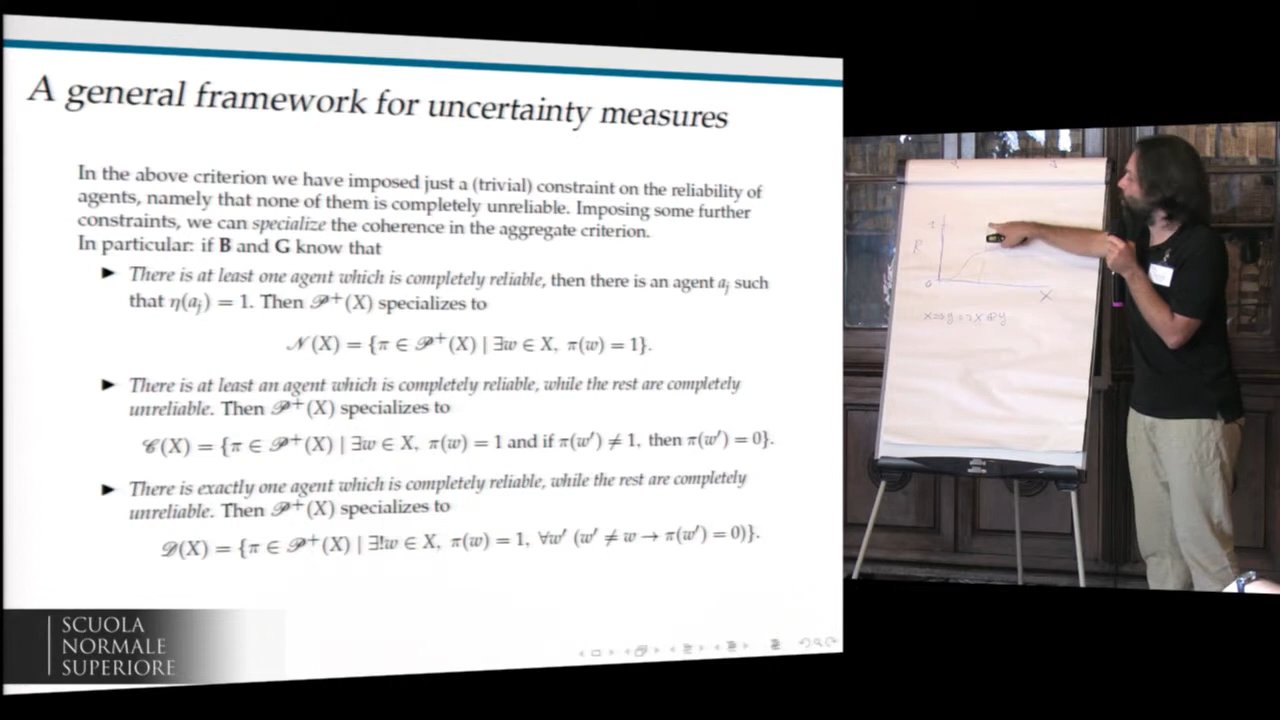 A general framework for uncertainty measures
In the above criterion we have imposed just a (trivial) constraint on the reliability of
agents, namely that none of them is completely unreliable. Imposing some further
constraints, we can specialize the coherence in the aggregate criterion.
In particular: if B and G know that
► There is at least one agent which is completely reliable, then there is an agent aⱼ such
that η(aⱼ) = 1. Then 𝒫⁺(X) specializes to
𝒩(X) = {π ∈ 𝒫⁺(X) | ∃w ∈ X, π(w) = 1}.
► There is at least an agent which is completely reliable, while the rest are completely
unreliable. Then 𝒫⁺(X) specializes to
𝒞(X) = {π ∈ 𝒫⁺(X) | ∃w ∈ X, π(w) = 1 and if π(w′) ≠ 1, then π(w′) = 0}.
► There is exactly one agent which is completely reliable, while the rest are completely
unreliable. Then 𝒫⁺(X) specializes to
𝒟(X) = {π ∈ 𝒫⁺(X) | ∃!w ∈ X, π(w) = 1, ∀w′ (w′ ≠ w → π(w′) = 0)}.
SCUOLA
NORMALE
SUPERIORE
1
R
0
X